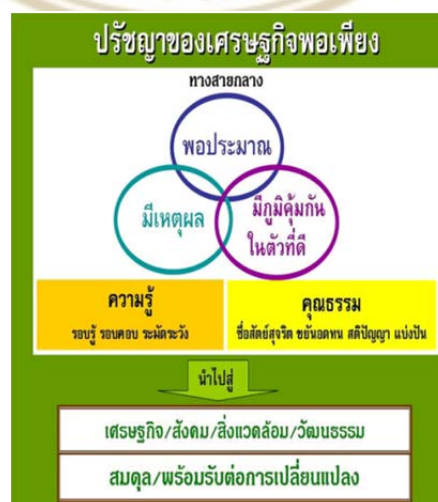 ปรัชญาของเศรษฐกิจพอเพียง
ทางสายกลาง
พอประมาณ
มีเหตุผล
มีภูมิคุ้มกัน
ในตัวที่ดี
ความรู้
รอบรู้ รอบคอบ ระมัดระวัง
คุณธรรม
ซื่อสัตย์สุจริต ขยันอดทน สติปัญญา แบ่งปัน
นำไปสู่
เศรษฐกิจ/สังคม/สิ่งแวดล้อม/วัฒนธรรม
สมดุล/พร้อมรับต่อการเปลี่ยนแปลง